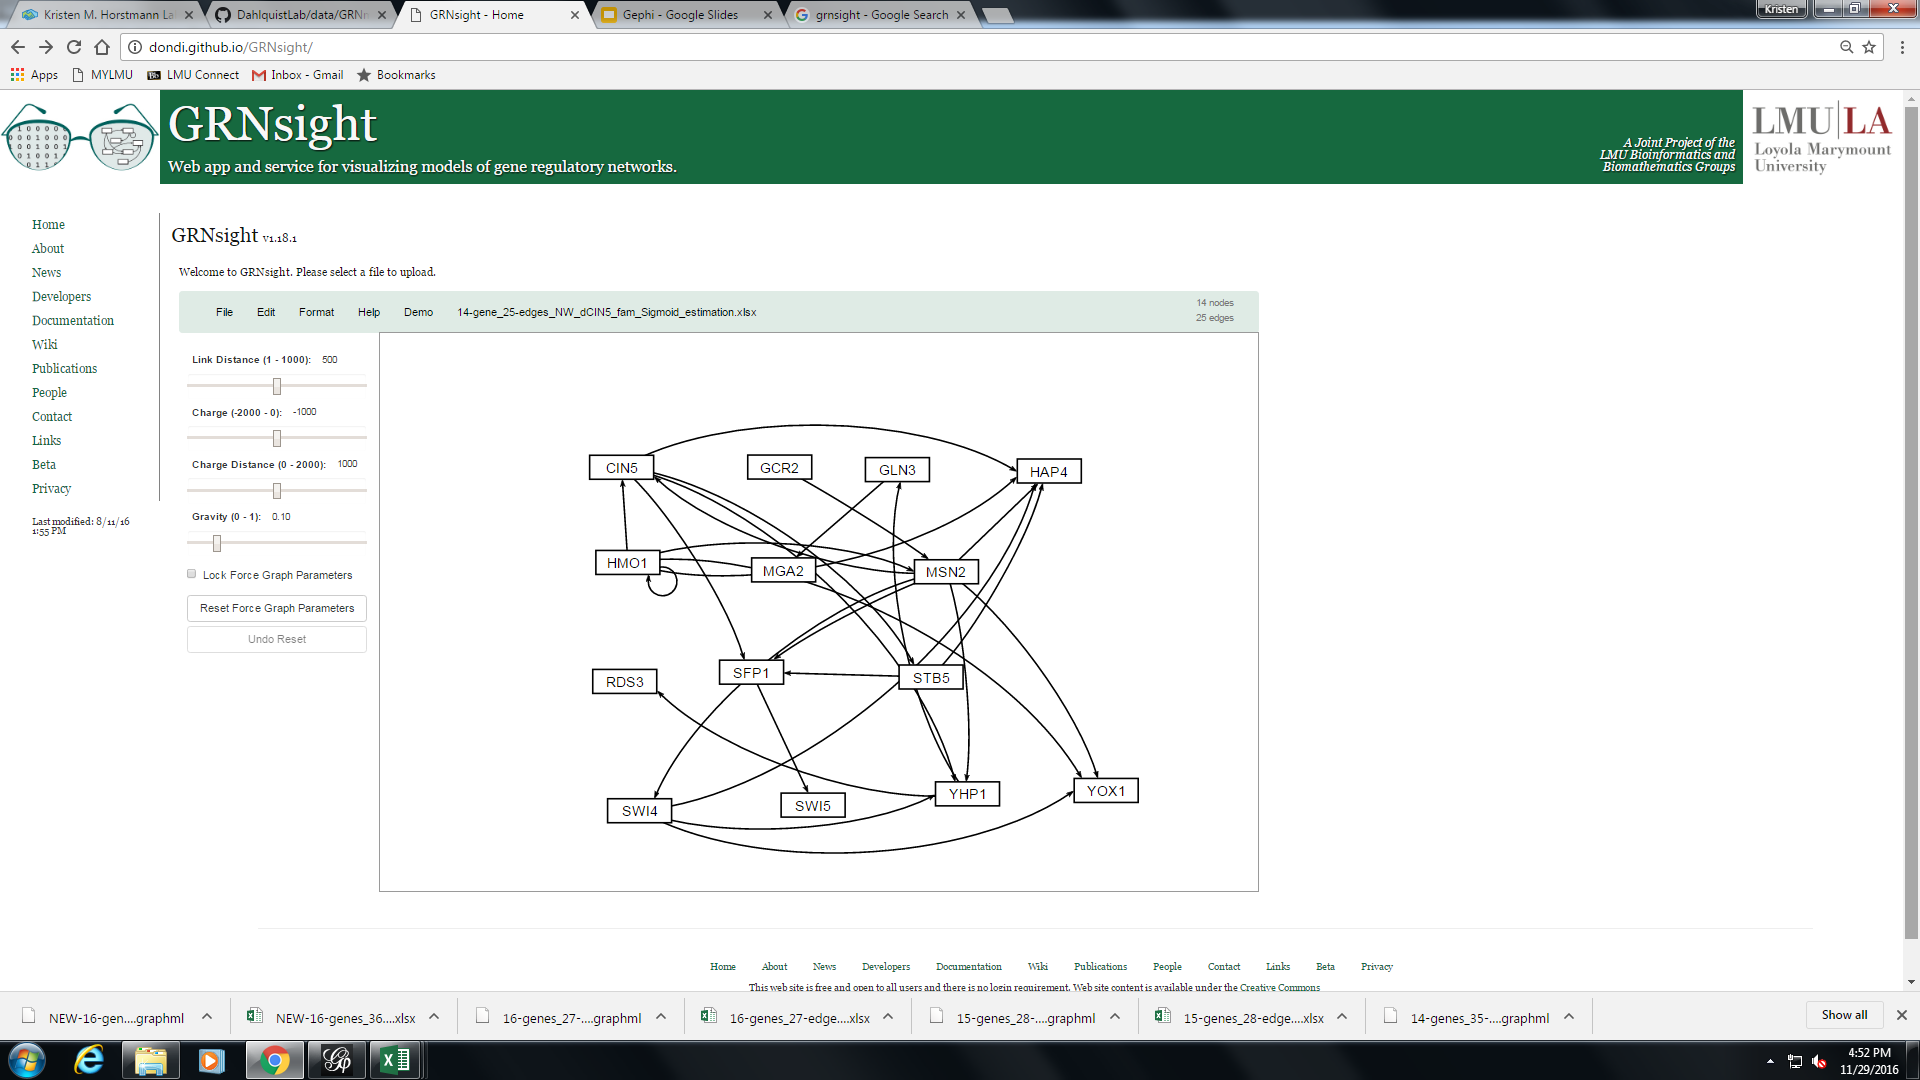 Kristen M. Horstmann La
DahlquistLab/data/GRNr
GRNsight - Home
Gephi - Google Slides
grnsight - Google Search
Kristen
dondi.github.io/GRNsight/
Apps
MYLMU
Bb
LMU Connect
Inbox - Gmail
Bookmarks
GRNsight
Web app and service for visualizing models of gene regulatory networks.
A Joint Project of the
LMU Bioinformatics and
Biomathematics Groups
LMU|LA
Loyola Marymount
University
Home
About
News
Developers
Documentation
Wiki
Publications
People
Contact
Links
Beta
Privacy
Last modified: 8/11/16
1:55 PM
GRNsight v1.18.1
Welcome to GRNsight. Please select a file to upload.
File
Edit
Format
Help
Demo
14-gene_25-edges_NW_dCIN5_fam_Sigmoid_estimation.xlsx
14 nodes
25 edges
Link Distance (1 - 1000): 500
Charge (-2000 - 0): -1000
Charge Distance (0 - 2000): 1000
Gravity (0 - 1): 0.10
Lock Force Graph Parameters
Reset Force Graph Parameters
Undo Reset
CIN5
GCR2
GLN3
HAP4
HMO1
MGA2
MSN2
RDS3
SFP1
STB5
SWI4
SWI5
YHP1
YOX1
Home
About
News
Developers
Documentation
Wiki
Publications
People
Contact
Links
Beta
Privacy
This web site is free and open to all users and there is no login requirement. Web site content is available under the Creative Commons
NEW-16-gen....graphml
NEW-16-genes_36....xlsx
16-genes_27-....graphml
16-genes_27-edge....xlsx
15-genes_28-....graphml
15-genes_28-edge....xlsx
14-genes_35-....graphml
Show all
4:52 PM
11/29/2016